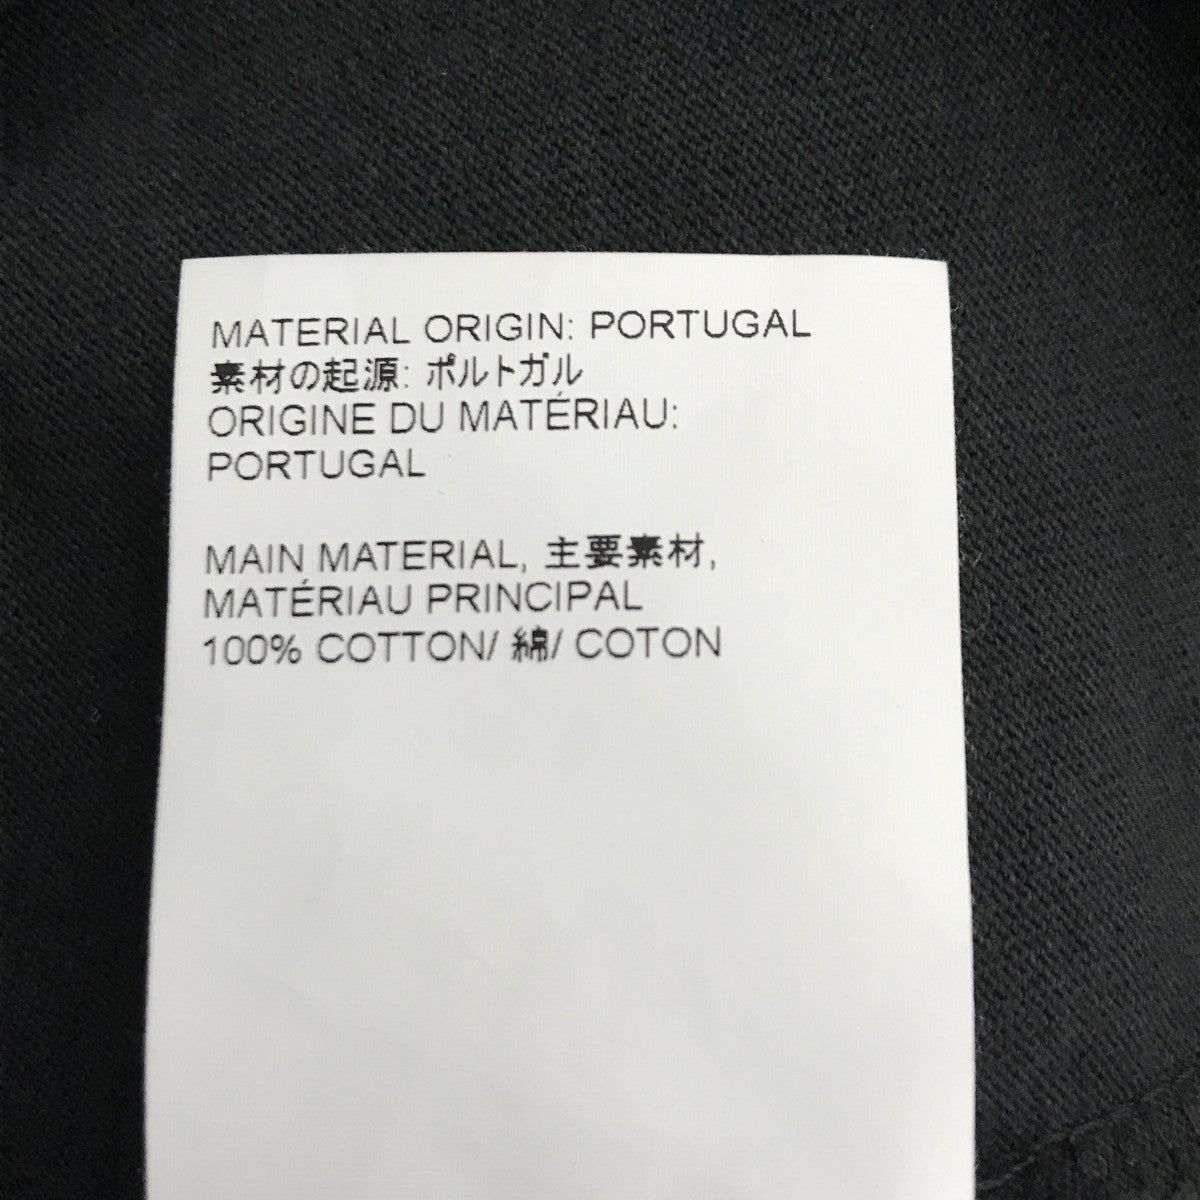 MATERIAL ORIGIN: PORTUGAL
素材の起源: ポルトガル
ORIGINE DU MATÉRIAU:
PORTUGAL
MAIN MATERIAL, 主要素材,
MATÉRIAU PRINCIPAL
100% COTTON/ 綿/ COTON